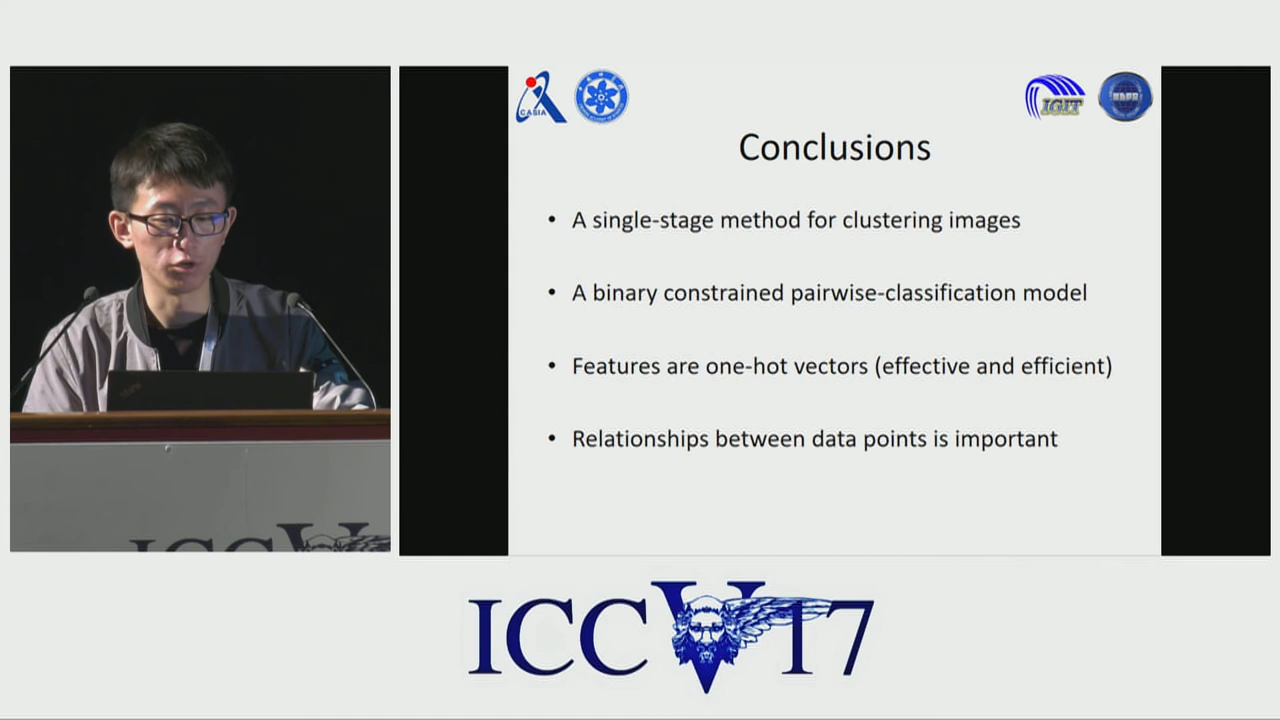 CASIA
IGIT
Conclusions
• A single-stage method for clustering images
• A binary constrained pairwise-classification model
• Features are one-hot vectors (effective and efficient)
• Relationships between data points is important
ICCV
ICCV17